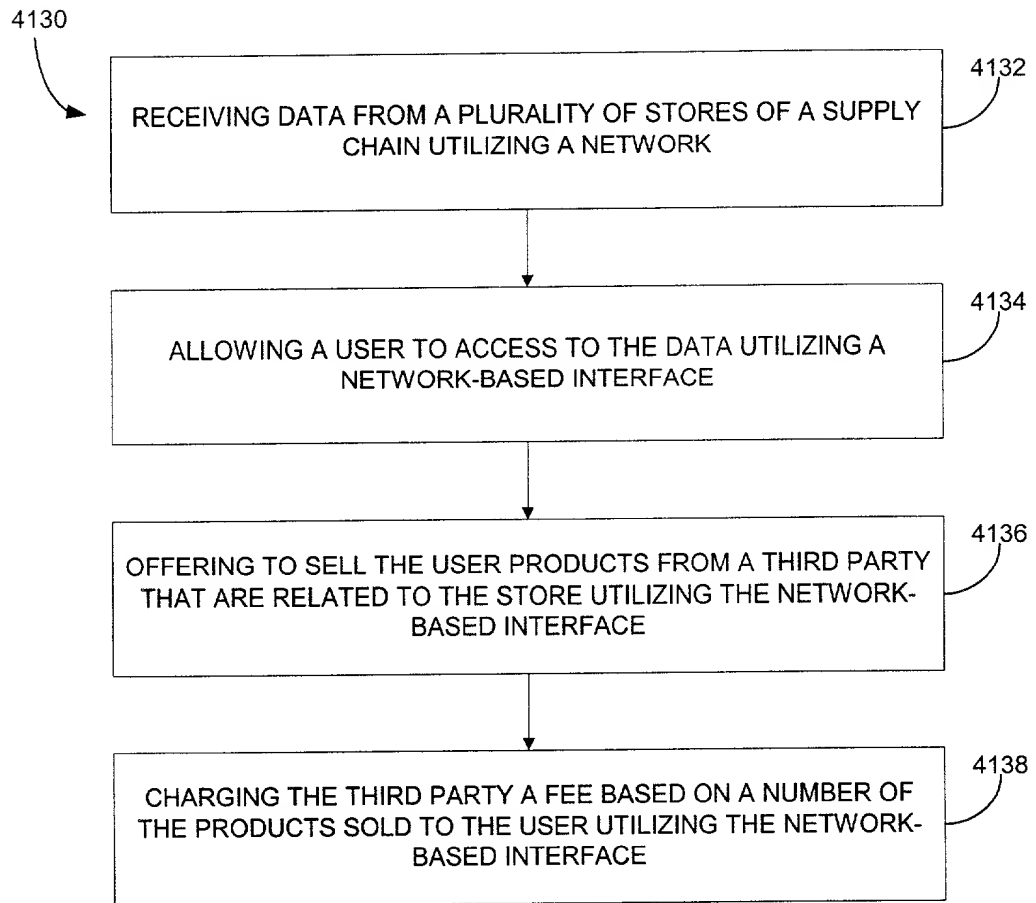 4130
4132
RECEIVING DATA FROM A PLURALITY OF STORES OF A SUPPLY
CHAIN UTILIZING A NETWORK
4134
ALLOWING A USER TO ACCESS TO THE DATA UTILIZING A
NETWORK-BASED INTERFACE
4136
OFFERING TO SELL THE USER PRODUCTS FROM A THIRD PARTY
THAT ARE RELATED TO THE STORE UTILIZING THE NETWORK-
BASED INTERFACE
4138
CHARGING THE THIRD PARTY A FEE BASED ON A NUMBER OF
THE PRODUCTS SOLD TO THE USER UTILIZING THE NETWORK-
BASED INTERFACE